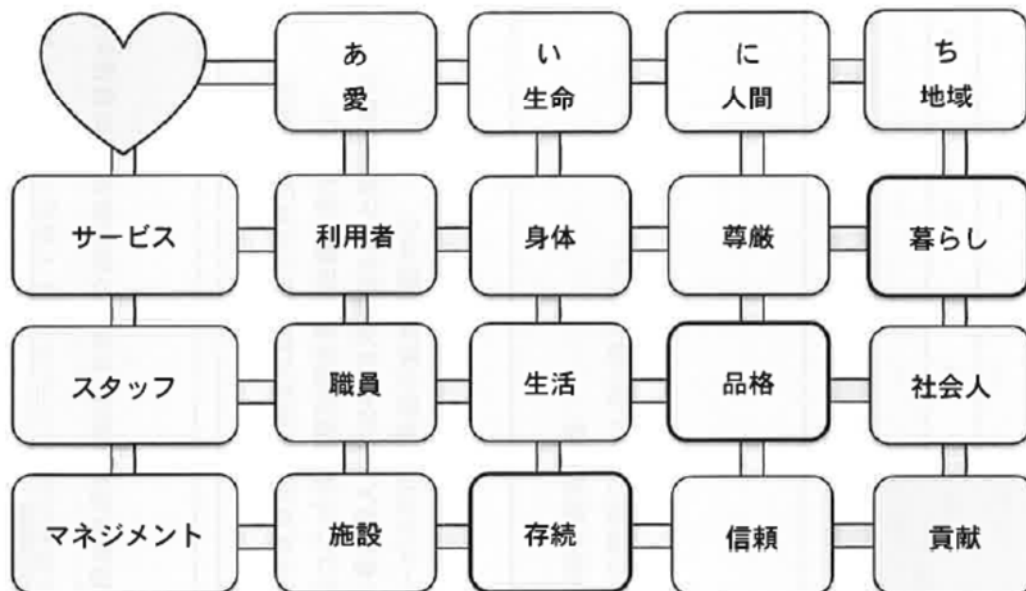 あ
愛
い
生命
に
人間
ち
地域
サービス
利用者
身体
尊厳
暮らし
スタッフ
職員
生活
品格
社会人
マネジメント
施設
存続
信頼
貢献